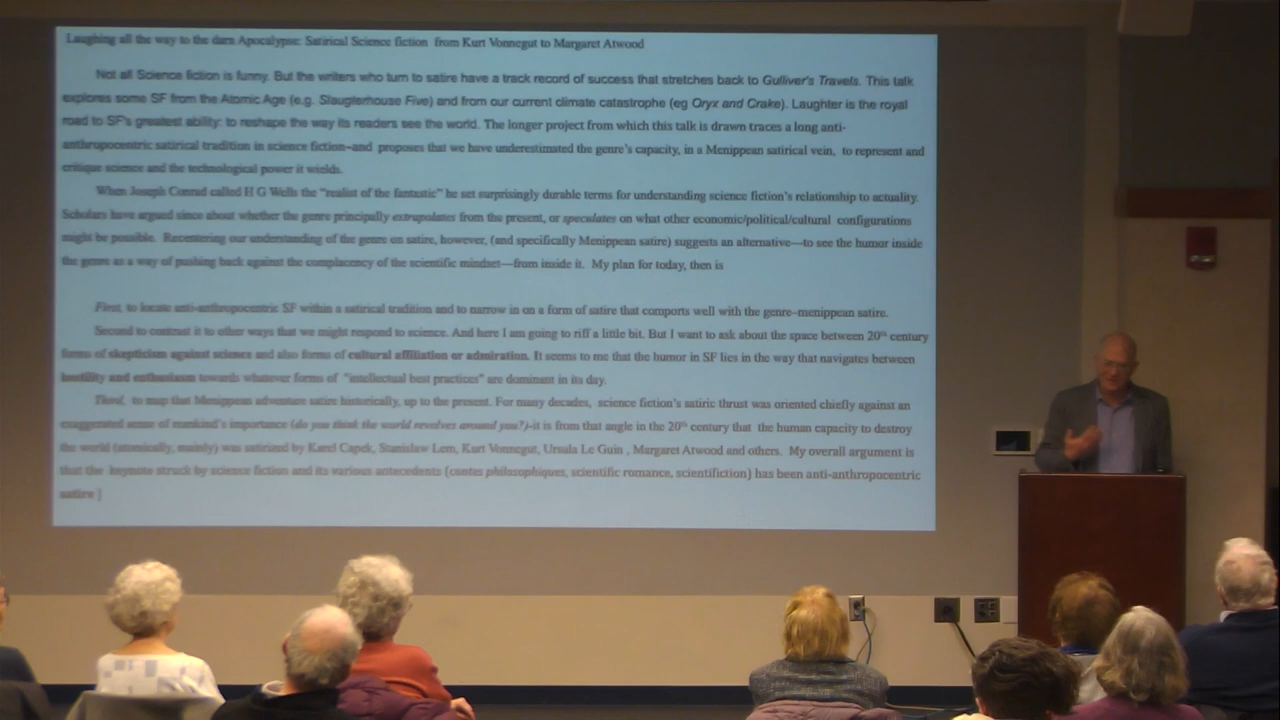 Laughing all the way to the darn Apocalypse: Satirical Science fiction from Kurt Vonnegut to Margaret Atwood
Not all Science fiction is funny. But the writers who turn to satire have a track record of success that stretches back to Gulliver's Travels. This talk
explores some SF from the Atomic Age (e.g. Slaugterhouse Five) and from our current climate catastrophe (eg Oryx and Crake). Laughter is the royal
road to SF's greatest ability: to reshape the way its readers see the world. The longer project from which this talk is drawn traces a long anti-
anthropocentric satirical tradition in science fiction–and proposes that we have underestimated the genre's capacity, in a Menippean satirical vein, to represent and
critique science and the technological power it wields.
When Joseph Conrad called H G Wells the "realist of the fantastic" he set surprisingly durable terms for understanding science fiction's relationship to actuality.
Scholars have argued since about whether the genre principally extrapolates from the present, or speculates on what other economic/political/cultural configurations
might be possible. Recentering our understanding of the genre on satire, however, (and specifically Menippean satire) suggests an alternative—to see the humor inside
the genre as a way of pushing back against the complacency of the scientific mindset—from inside it. My plan for today, then is
First, to locate anti-anthropocentric SF within a satirical tradition and to narrow in on a form of satire that comports well with the genre–menippean satire.
Second to contrast it to other ways that we might respond to science. And here I am going to riff a little bit. But I want to ask about the space between 20th century
forms of skepticism against science and also forms of cultural affiliation or admiration. It seems to me that the humor in SF lies in the way that navigates between
hostility and enthusiasm towards whatever forms of "intellectual best practices" are dominant in its day.
Third, to map that Menippean adventure satire historically, up to the present. For many decades, science fiction's satiric thrust was oriented chiefly against an
exaggerated sense of mankind's importance (do you think the world revolves around you?)-it is from that angle in the 20th century that the human capacity to destroy
the world (atomically, mainly) was satirized by Karel Capek, Stanislaw Lem, Kurt Vonnegut, Ursula Le Guin , Margaret Atwood and others. My overall argument is
that the keynote struck by science fiction and its various antecedents (contes philosophiques, scientific romance, scientifiction) has been anti-anthropocentric
satire ]